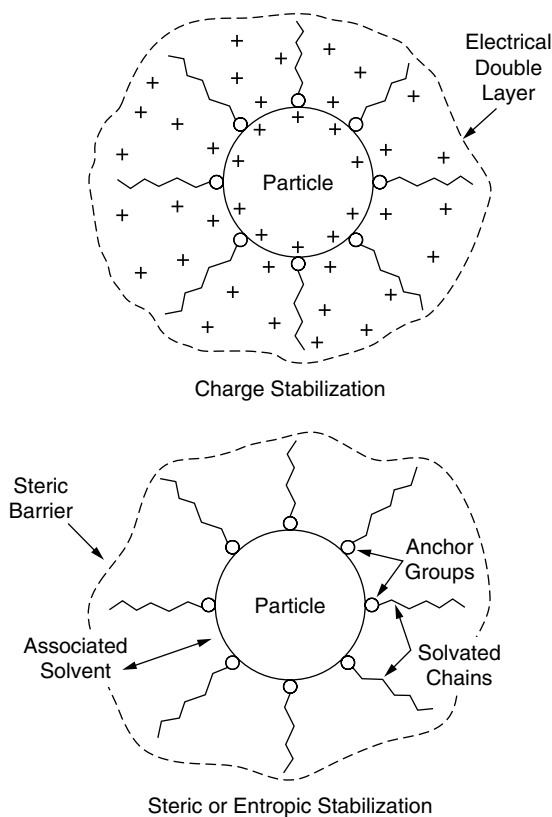 Electrical
Double
Layer
Particle
Charge Stabilization
Steric
Barrier
Anchor
Groups
Particle
Associated
Solvent
Solvated
Chains
Steric or Entropic Stabilization